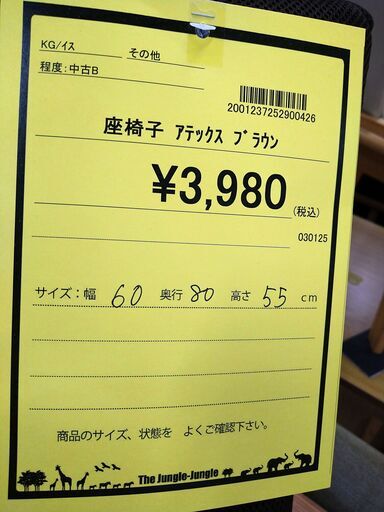 KG/イス その他
程度:中古B
2001237252900426
座椅子 アテックス ブラウン
¥3,980
(税込)
030125
サイズ:幅 60 奥行 80 高さ 55 cm
商品のサイズ、状態を よくご確認下さい。
The Jungle-Jungle